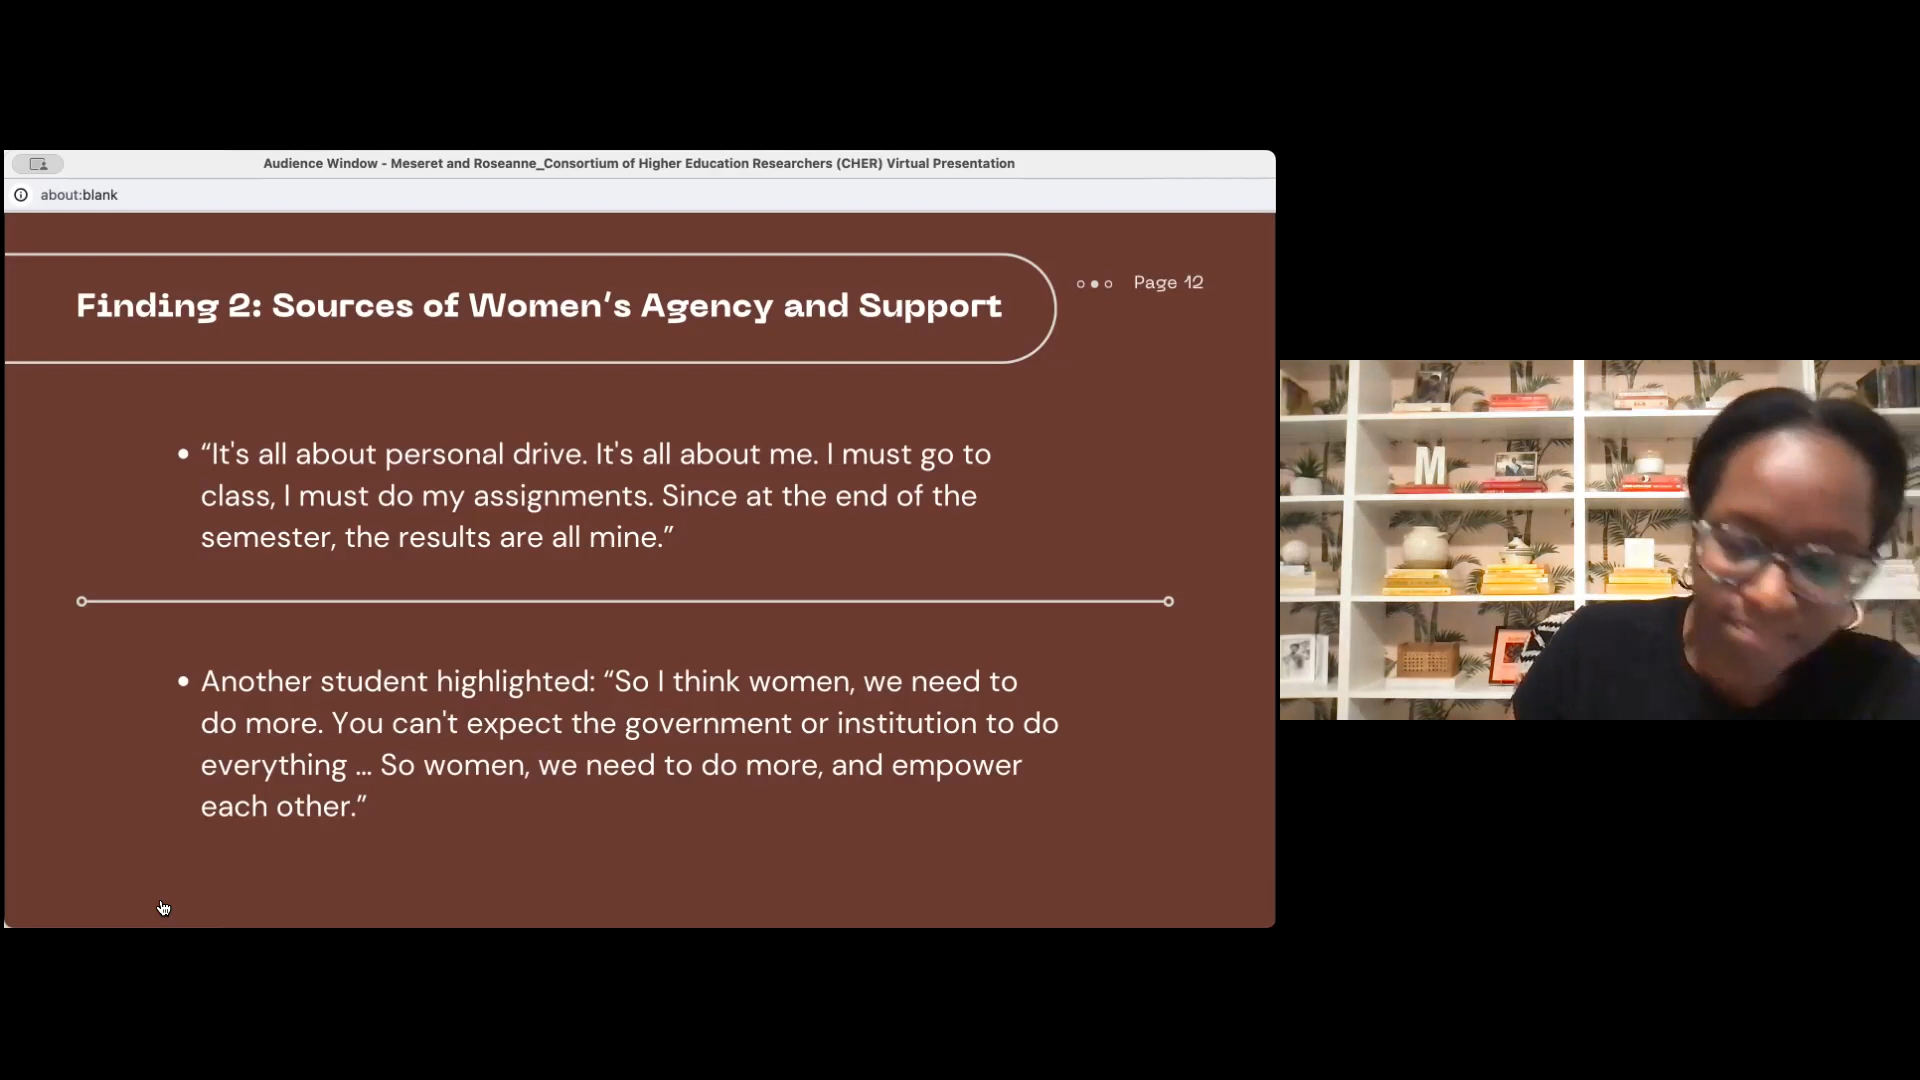 Audience Window - Meseret and Roseanne_Consortium of Higher Education Researchers (CHER) Virtual Presentation
about:blank
Finding 2: Sources of Women's Agency and Support
Page 12
• “It's all about personal drive. It's all about me. I must go to
class, I must do my assignments. Since at the end of the
semester, the results are all mine.”
• Another student highlighted: “So I think women, we need to
do more. You can't expect the government or institution to do
everything ... So women, we need to do more, and empower
each other.”
M